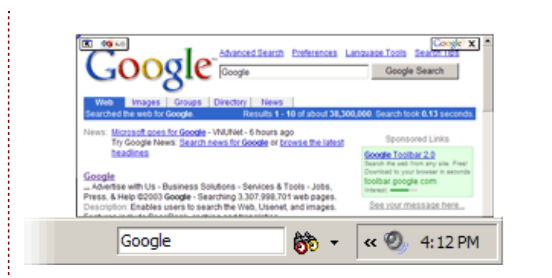 Google X
Google
Advanced Search Preferences Language Tools Search Tips
Google Google Search
Web Images Groups Directory News
Searched the web for Google. Results 1 - 10 of about 38,300,000. Search took 0.13 seconds.
News: Microsoft goes for Google - VNUNet - 6 hours ago
Try Google News: Search news for Google or browse the latest
headlines
Google
... Advertise with Us - Business Solutions - Services & Tools - Jobs,
Press, & Help ©2003 Google - Searching 3,307,998,701 web pages.
Description: Enables users to search the Web, Usenet, and images.
Sponsored Links
Google Toolbar 2.0
Search the web from any site. Free!
Download to your browser in seconds
toolbar.google.com
Interest:
See your message here...
Google « 4:12 PM